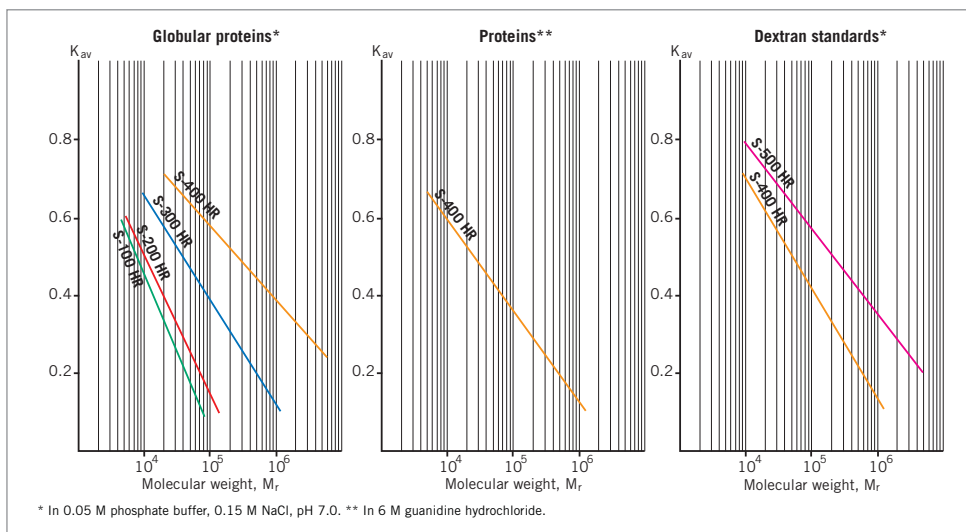 Globular proteins*
K av
0.8
0.6
0.4
0.2
S-400 HR
S-300 HR
S-200 HR
S-100 HR
10⁴ 10⁵ 10⁶
Molecular weight, Mr
Proteins**
K av
0.8
0.6
0.4
0.2
S-400 HR
10⁴ 10⁵ 10⁶
Molecular weight, Mr
Dextran standards*
K av
0.8
0.6
0.4
0.2
S-500 HR
S-400 HR
10⁴ 10⁵ 10⁶
Molecular weight, Mr
* In 0.05 M phosphate buffer, 0.15 M NaCl, pH 7.0. ** In 6 M guanidine hydrochloride.